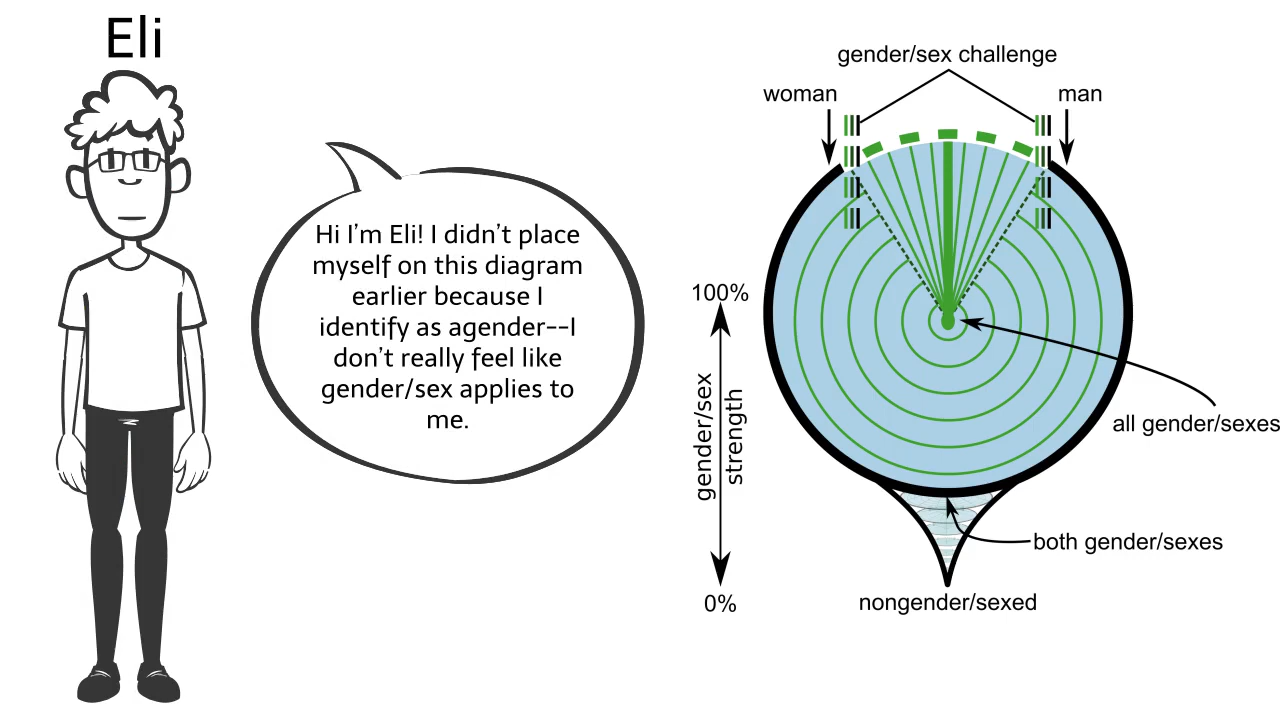 Eli
Hi I'm Eli! I didn't place
myself on this diagram
earlier because I
identify as agender--I
don't really feel like
gender/sex applies to
me.
gender/sex challenge
woman
man
100%
gender/sex
strength
0%
all gender/sexes
both gender/sexes
nongender/sexed